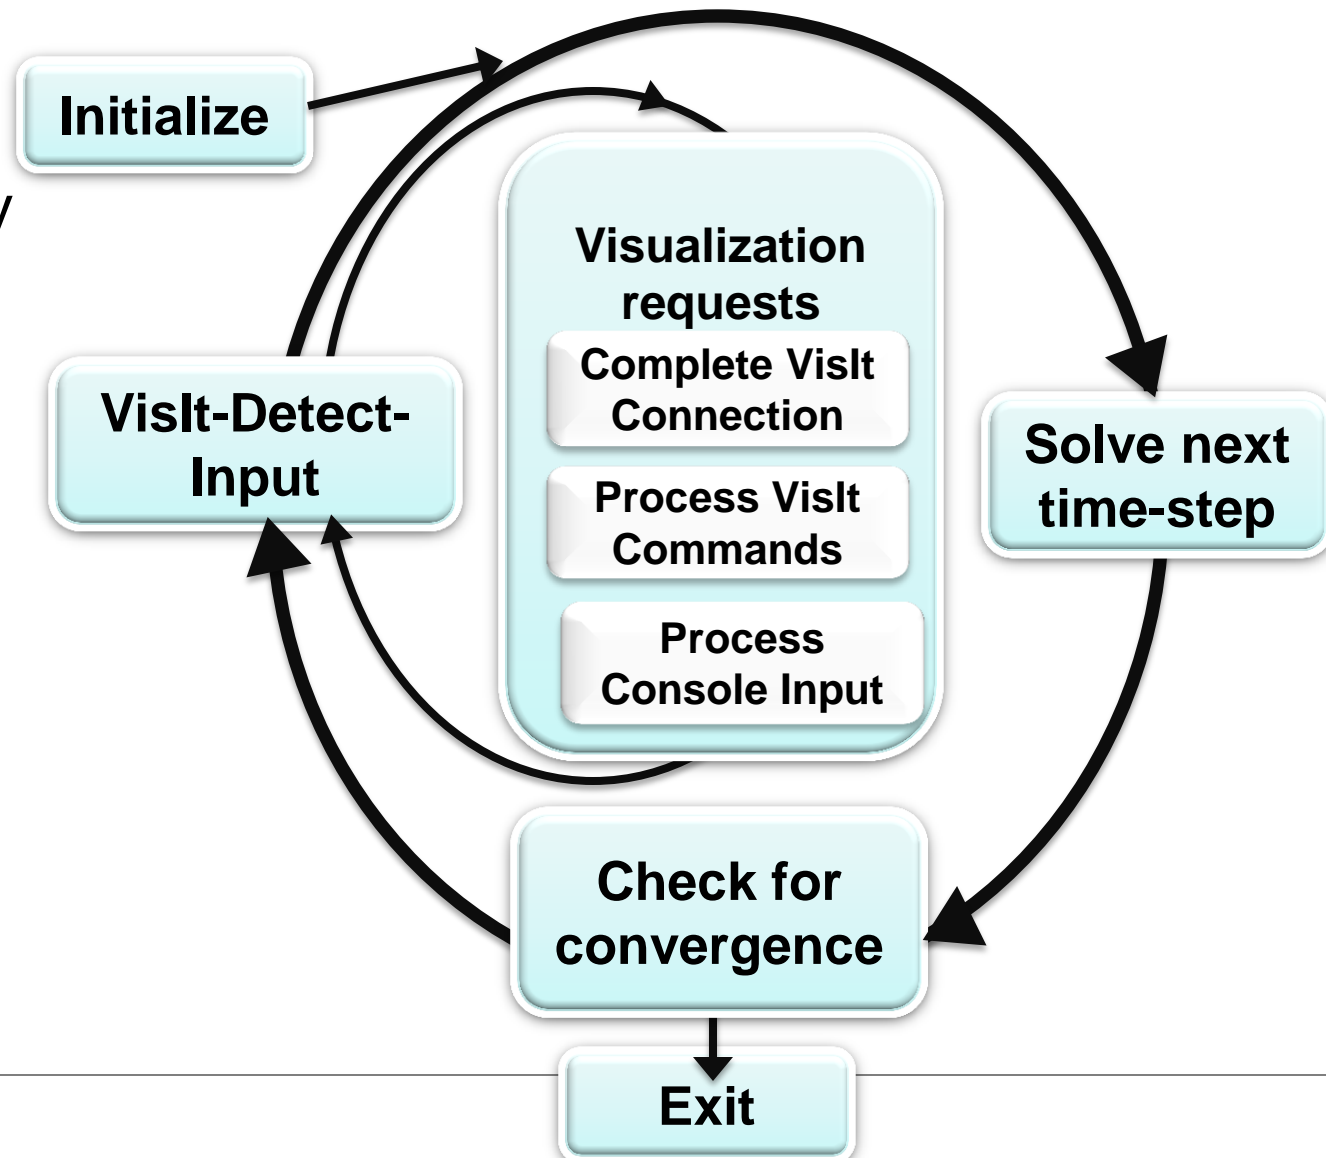 Initialize
y
Visualization
requests
Complete VisIt
Connection
Process VisIt
Commands
Process
Console Input
VisIt-Detect-
Input
Solve next
time-step
Check for
convergence
Exit